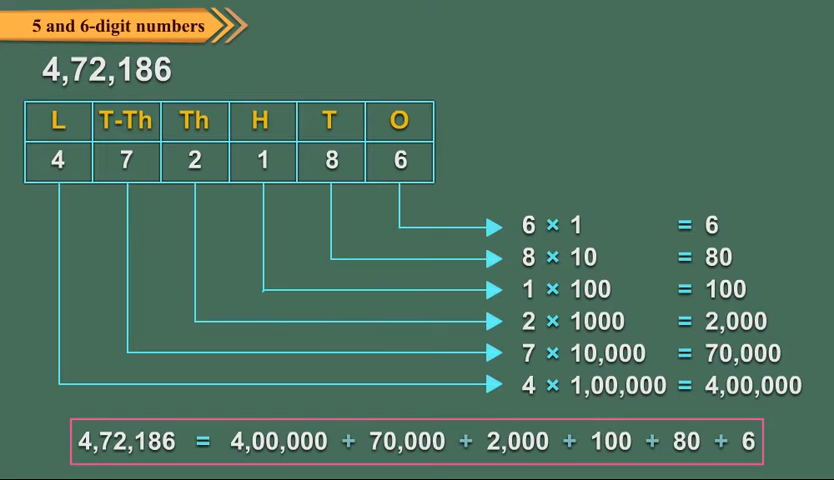 5 and 6-digit numbers
4,72,186
L T-Th Th H T O
4 7 2 1 8 6
6 × 1 = 6
8 × 10 = 80
1 × 100 = 100
2 × 1000 = 2,000
7 × 10,000 = 70,000
4 × 1,00,000 = 4,00,000
4,72,186 = 4,00,000 + 70,000 + 2,000 + 100 + 80 + 6